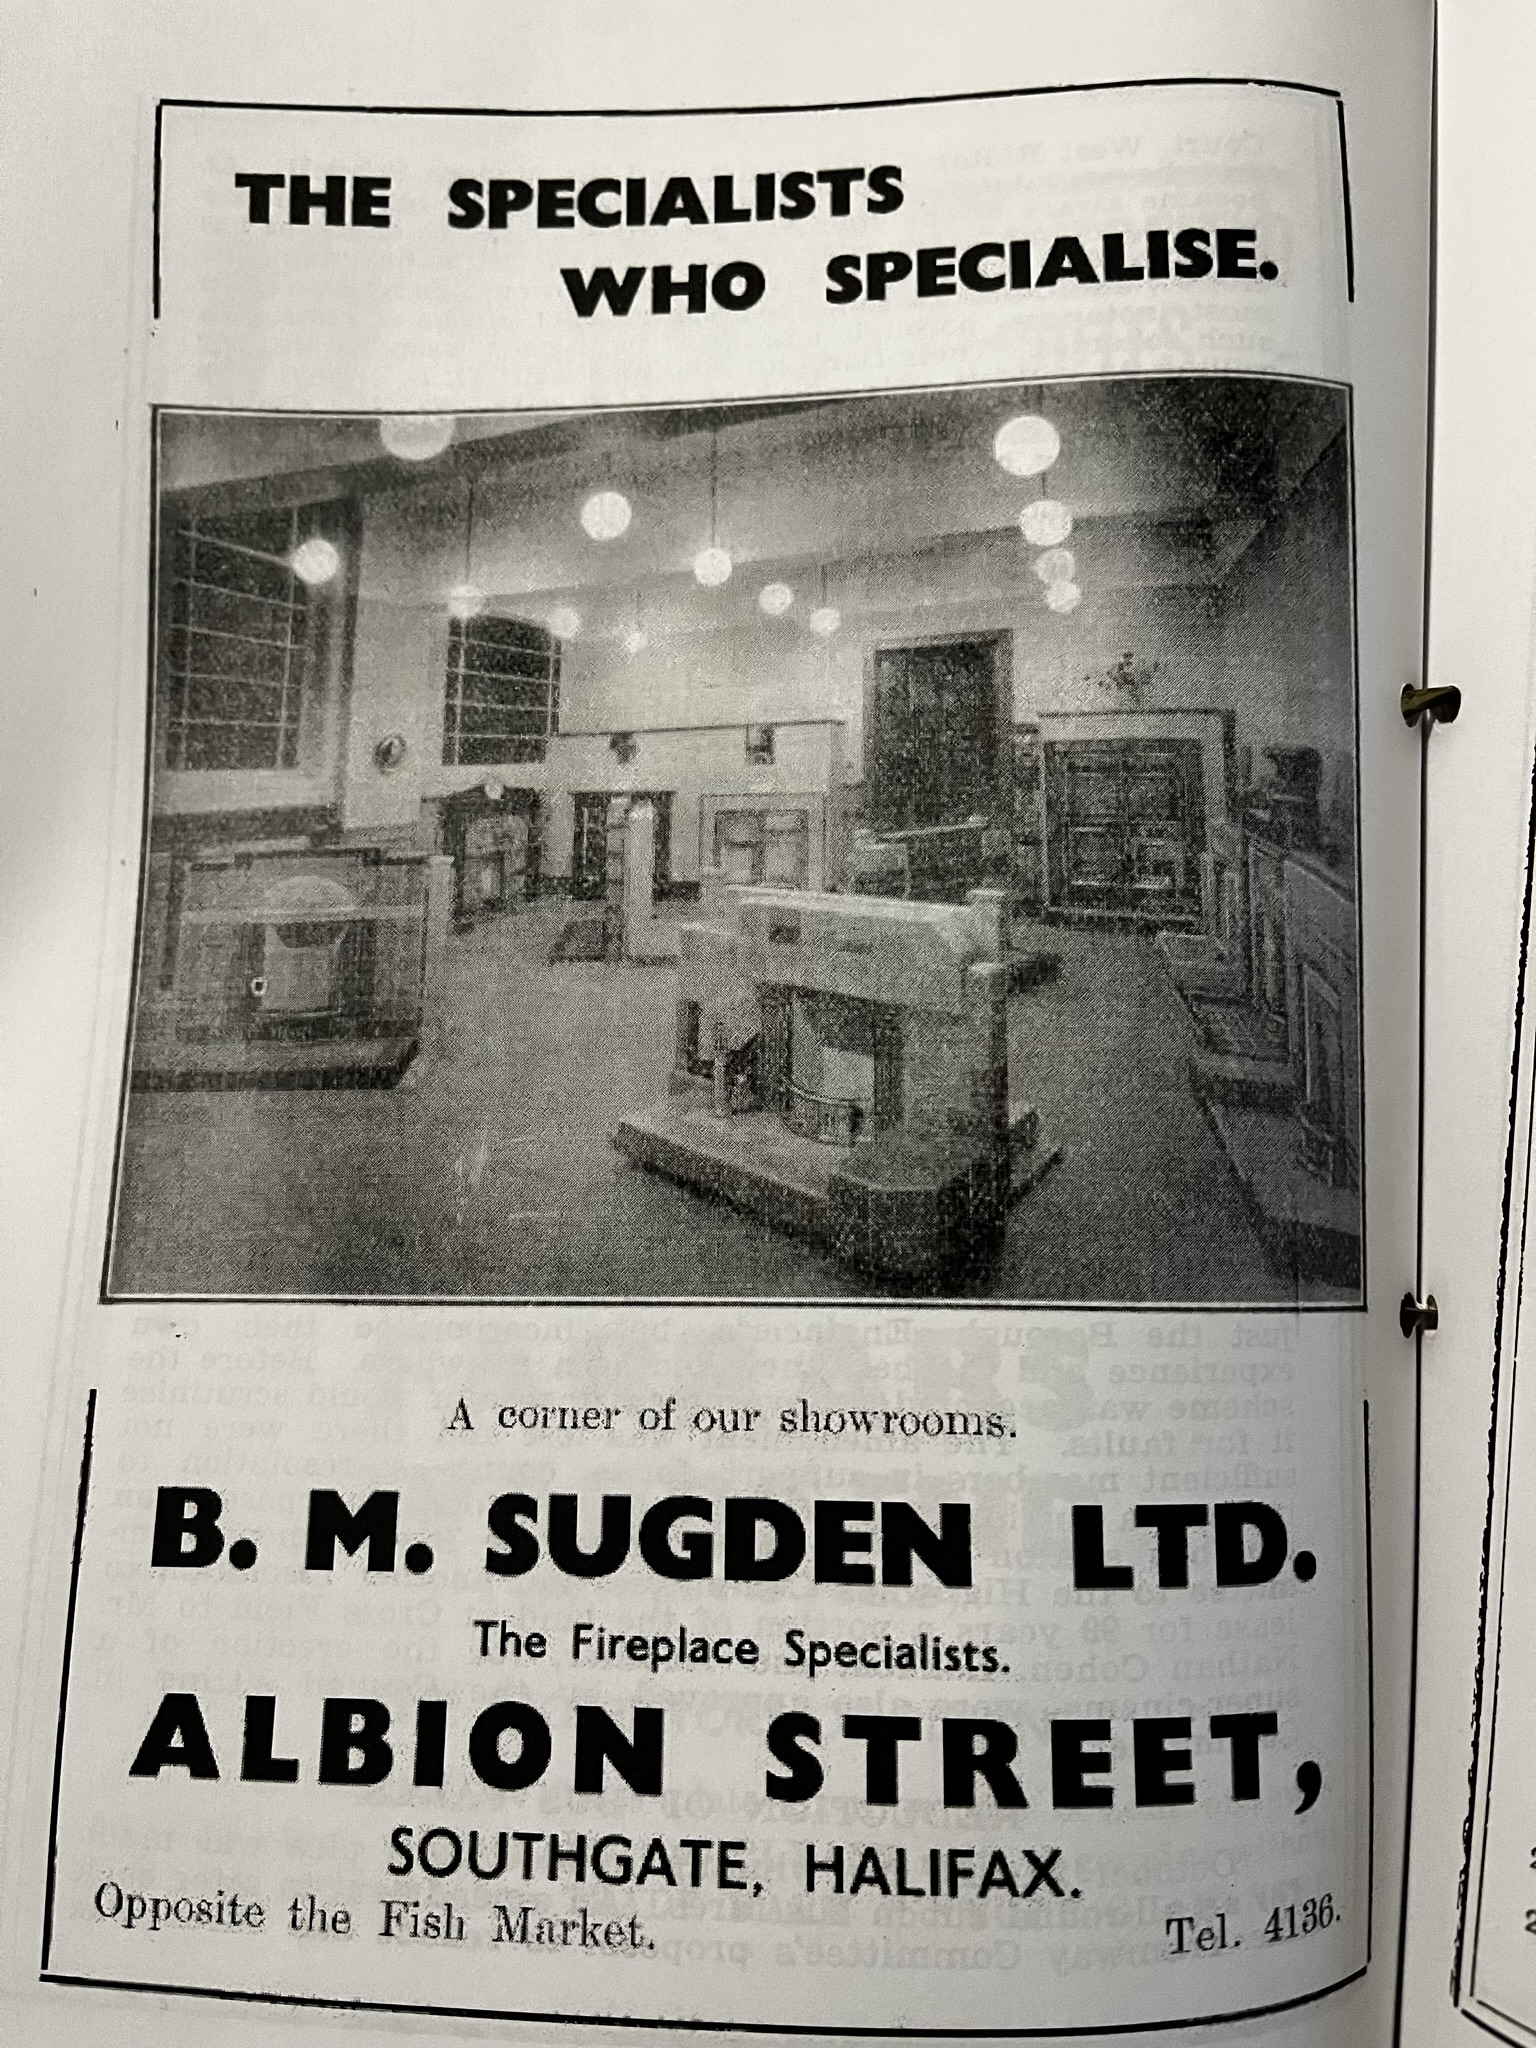 THE SPECIALISTS
WHO SPECIALISE.
A corner of our showrooms.
B. M. SUGDEN LTD.
The Fireplace Specialists.
ALBION STREET,
SOUTHGATE, HALIFAX.
Opposite the Fish Market.
Tel. 4136.